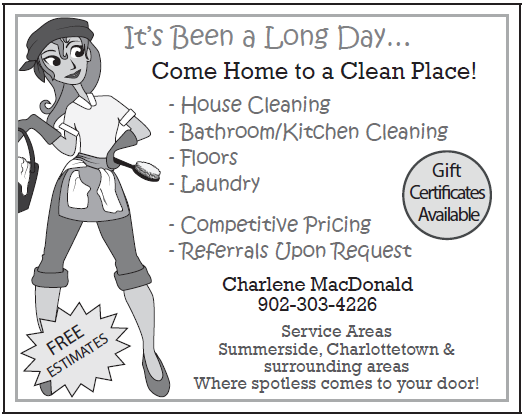 It's Been a Long Day...
Come Home to a Clean Place!
- House Cleaning
- Bathroom/Kitchen Cleaning
- Floors
- Laundry
- Competitive Pricing
- Referrals Upon Request
Gift
Certificates
Available
Charlene MacDonald
902-303-4226
Service Areas
Summerside, Charlottetown &
surrounding areas
Where spotless comes to your door!
FREE
ESTIMATES